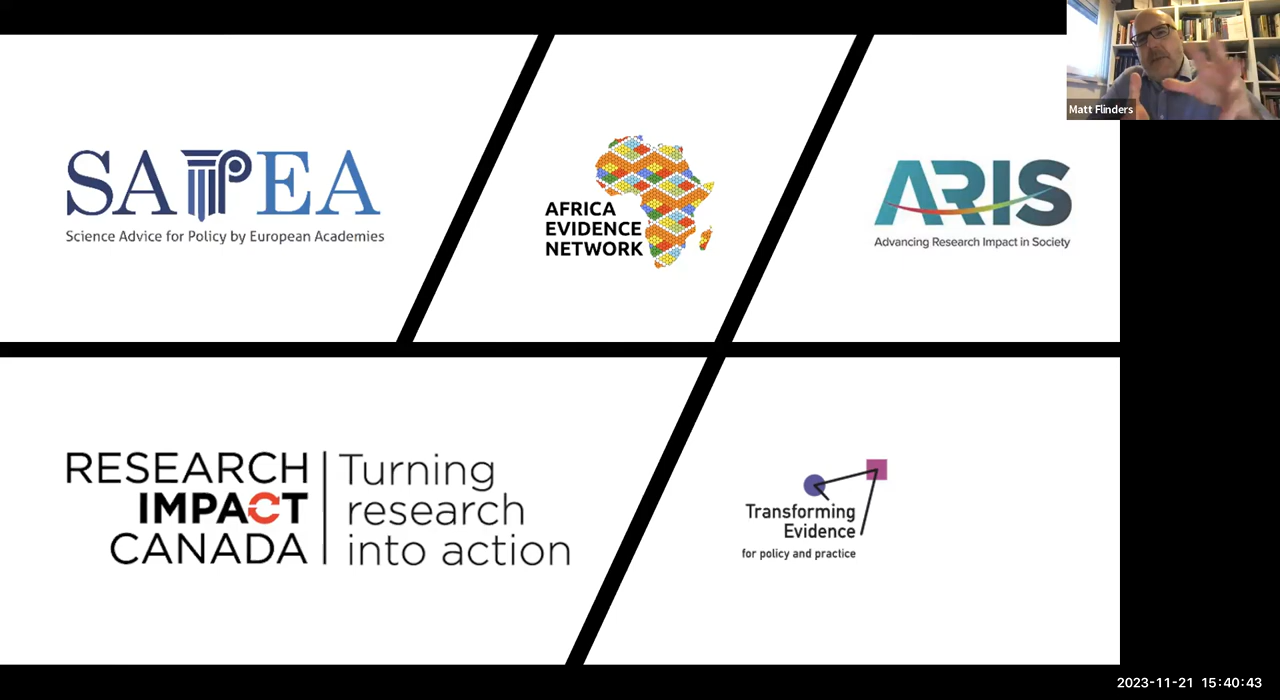 Matt Flinders
SAPEA
Science Advice for Policy by European Academies
AFRICA
EVIDENCE
NETWORK
ARIS
Advancing Research Impact in Society
RESEARCH
IMPACT
CANADA
Turning
research
into action
Transforming
Evidence
for policy and practice
2023-11-21 15:40:43